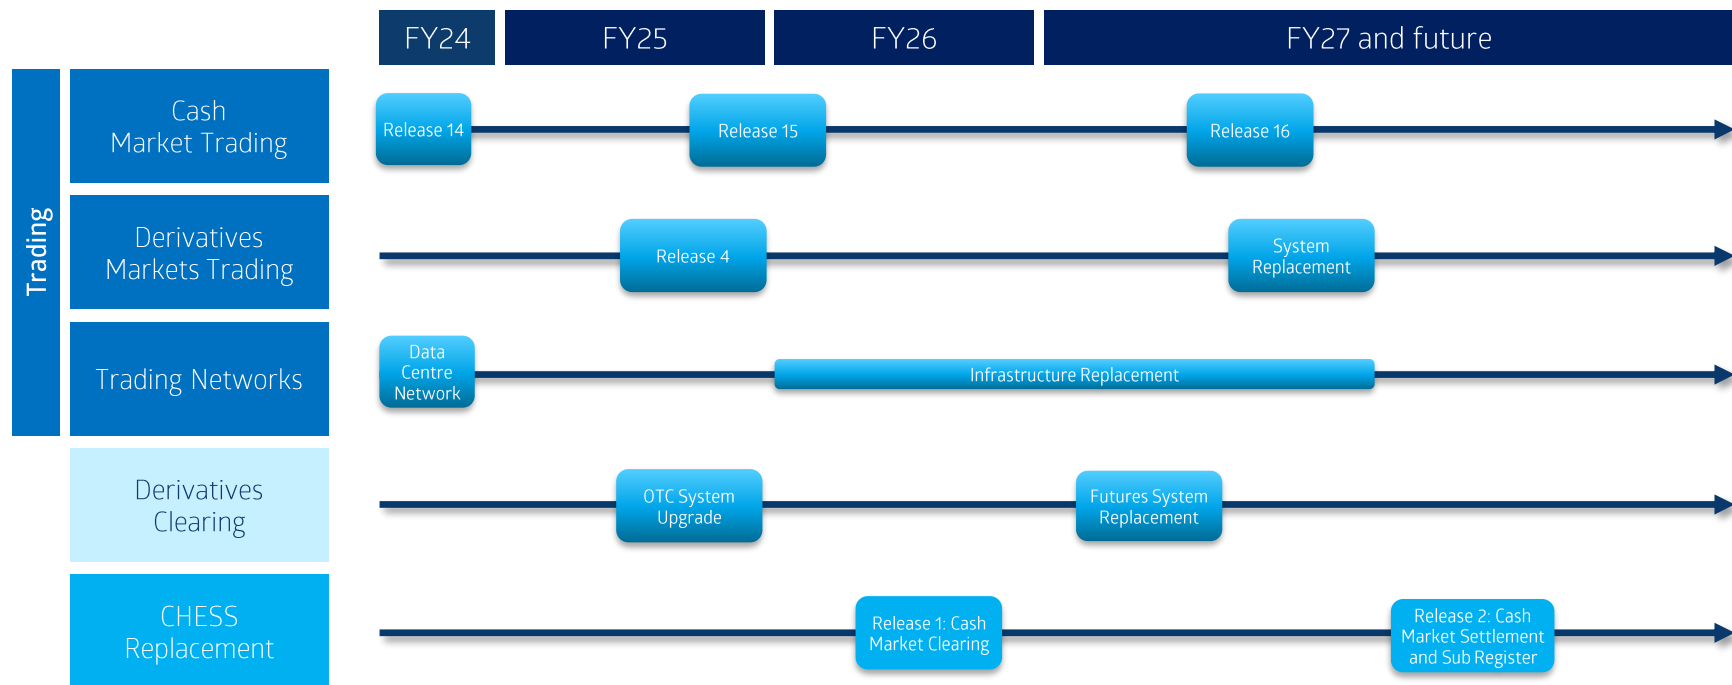 FY24
FY25
FY26
FY27 and future
Trading
Cash
Market Trading
Release 14
Release 15
Release 16
Derivatives
Markets Trading
Release 4
System
Replacement
Trading Networks
Data
Centre
Network
Infrastructure Replacement
Derivatives
Clearing
OTC System
Upgrade
Futures System
Replacement
CHESS
Replacement
Release 1: Cash
Market Clearing
Release 2: Cash
Market Settlement
and Sub Register